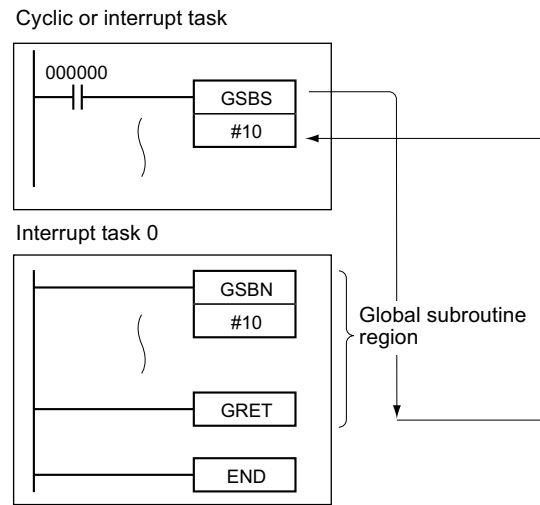 Cyclic or interrupt task
000000
GSBS
#10
Interrupt task 0
GSBN
#10
Global subroutine
region
GRET
END